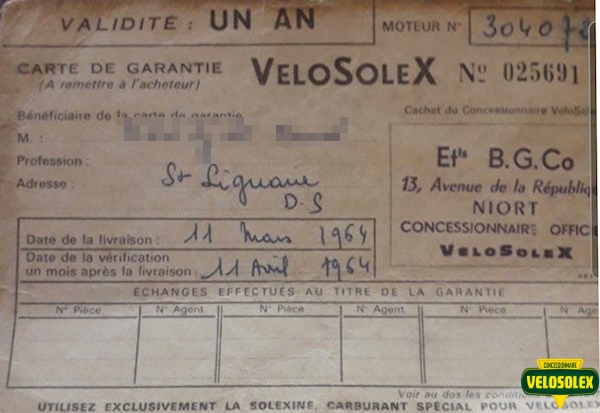 VALIDITÉ : UN AN
MOTEUR N° 304078
CARTE DE GARANTIE
(A remettre à l'acheteur)
VELOSOLEX
N° 025691
Bénéficiaire de la carte de garantie
M. :
Profession :
Adresse : St Liguaire
D.S
Cachet du Concessionnaire VeloSole
Ets B.G.Co
13, Avenue de la République
NIORT
CONCESSIONNAIRE OFFICIE
VELOSOLEX
Date de la livraison : 11 Mars 1964
Date de la vérification
un mois après la livraison : 11 Avril 1964
ÉCHANGES EFFECTUÉS AU TITRE DE LA GARANTIE
N° Pièce N° Agent N° Pièce N° Agent N° Pièce N° Agent
Voir au dos les condition
UTILISEZ EXCLUSIVEMENT LA SOLEXINE, CARBURANT SPÉCIAL POUR VELOSOLEX
CONCESSIONNAIRE
VELOSOLEX